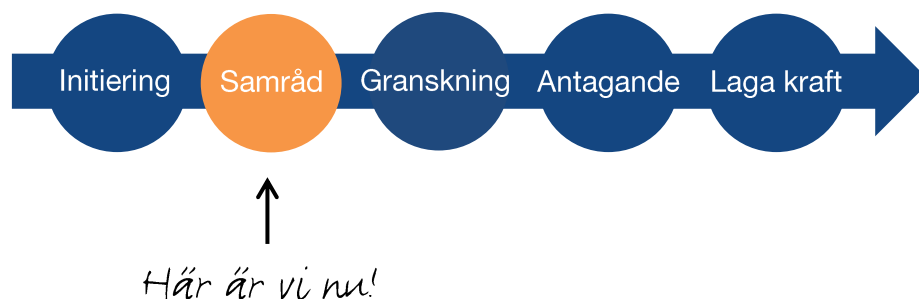 Initiering Samråd Granskning Antagande Laga kraft
Här är vi nu!